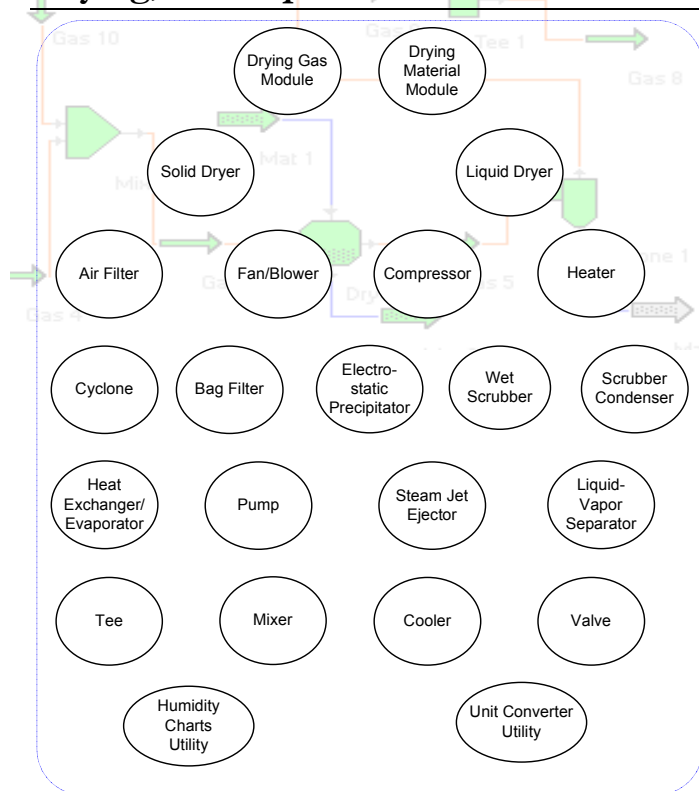 Gas 10
Tee 1
Gas 8
Drying Gas
Module
Drying
Material
Module
Mat 1
Solid Dryer
Liquid Dryer
Air Filter
Fan/Blower
Compressor
Heater
Gas 4
Cyclone
Bag Filter
Electro-
static
Precipitator
Wet
Scrubber
Scrubber
Condenser
Heat
Exchanger/
Evaporator
Pump
Steam Jet
Ejector
Liquid-
Vapor
Separator
Tee
Mixer
Cooler
Valve
Humidity
Charts
Utility
Unit Converter
Utility